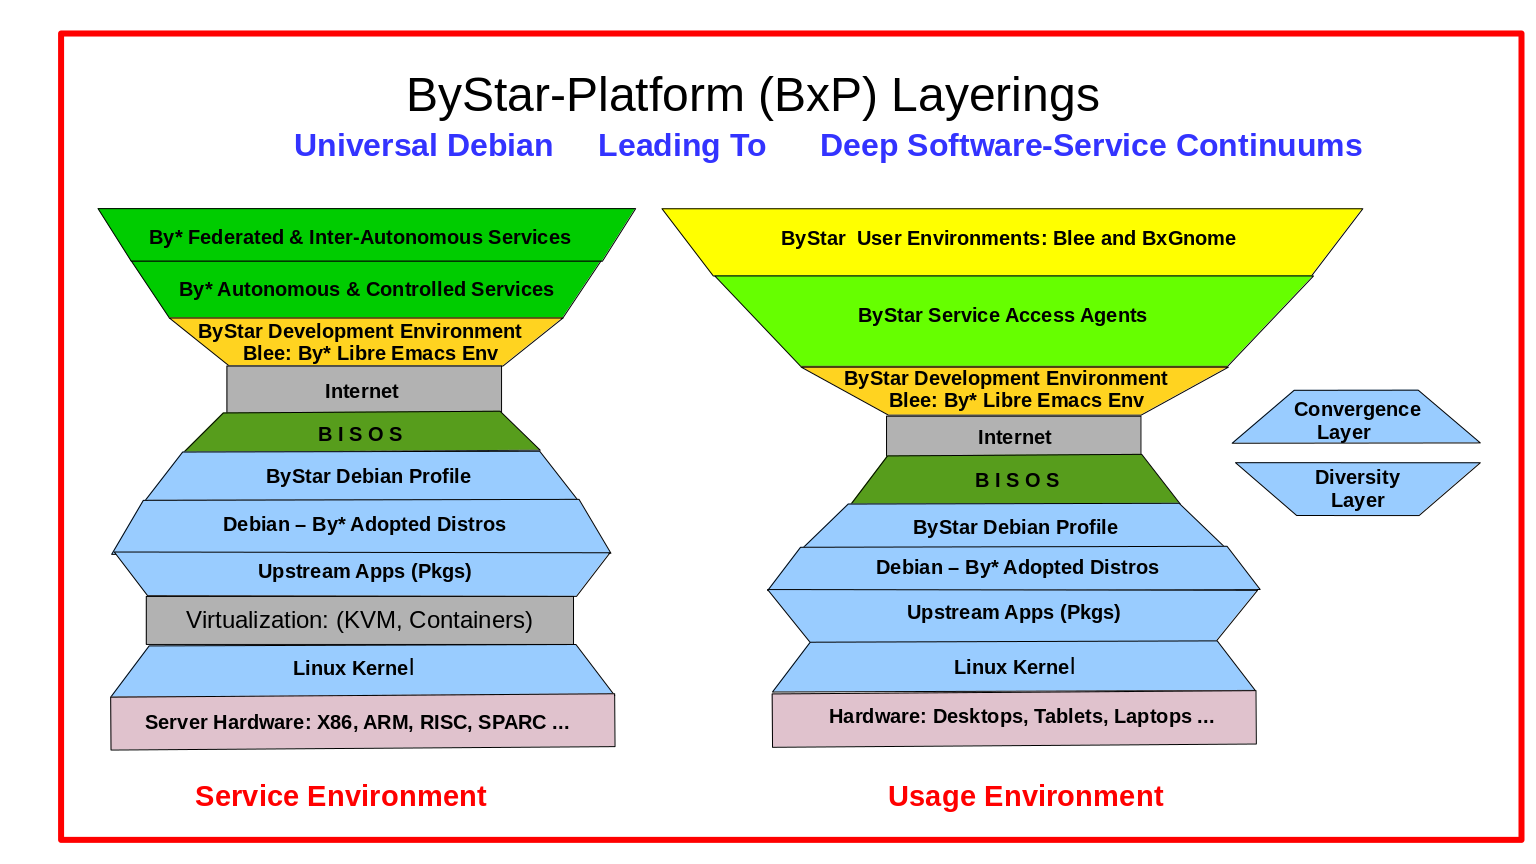 ByStar-Platform (BxP) Layerings
Universal Debian Leading To Deep Software-Service Continuums
By* Federated & Inter-Autonomous Services
By* Autonomous & Controlled Services
ByStar Development Environment
Blee: By* Libre Emacs Env
Internet
B I S O S
ByStar Debian Profile
Debian – By* Adopted Distros
Upstream Apps (Pkgs)
Virtualization: (KVM, Containers)
Linux Kernel
Server Hardware: X86, ARM, RISC, SPARC ...
Service Environment
ByStar User Environments: Blee and BxGnome
ByStar Service Access Agents
ByStar Development Environment
Blee: By* Libre Emacs Env
Internet
B I S O S
ByStar Debian Profile
Debian – By* Adopted Distros
Upstream Apps (Pkgs)
Linux Kernel
Hardware: Desktops, Tablets, Laptops ...
Usage Environment
Convergence
Layer
Diversity
Layer